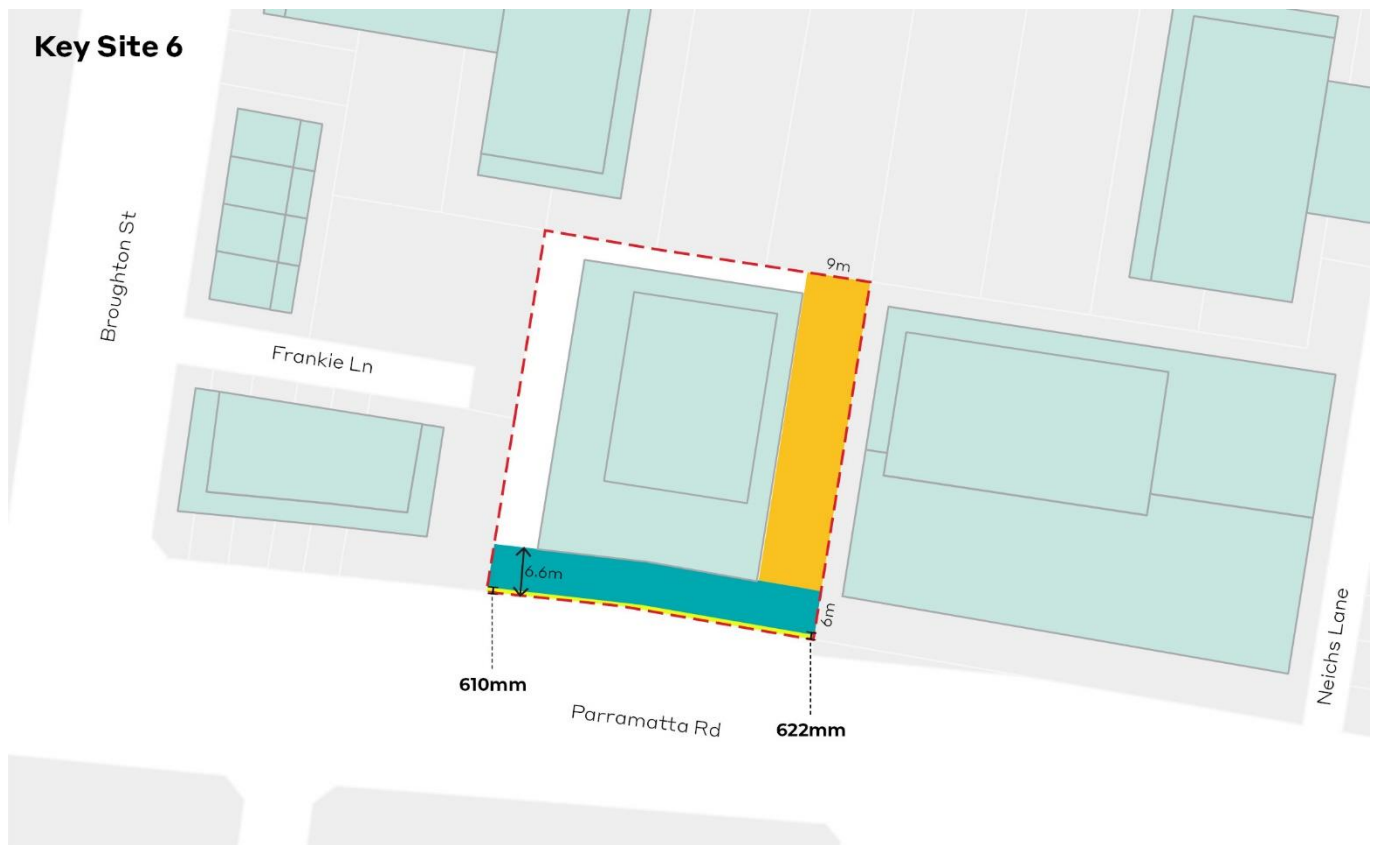 Key Site 6
9m
Broughton St
Frankie Ln
6.6m
6m
610mm
Parramatta Rd
622mm
Neichs Lane